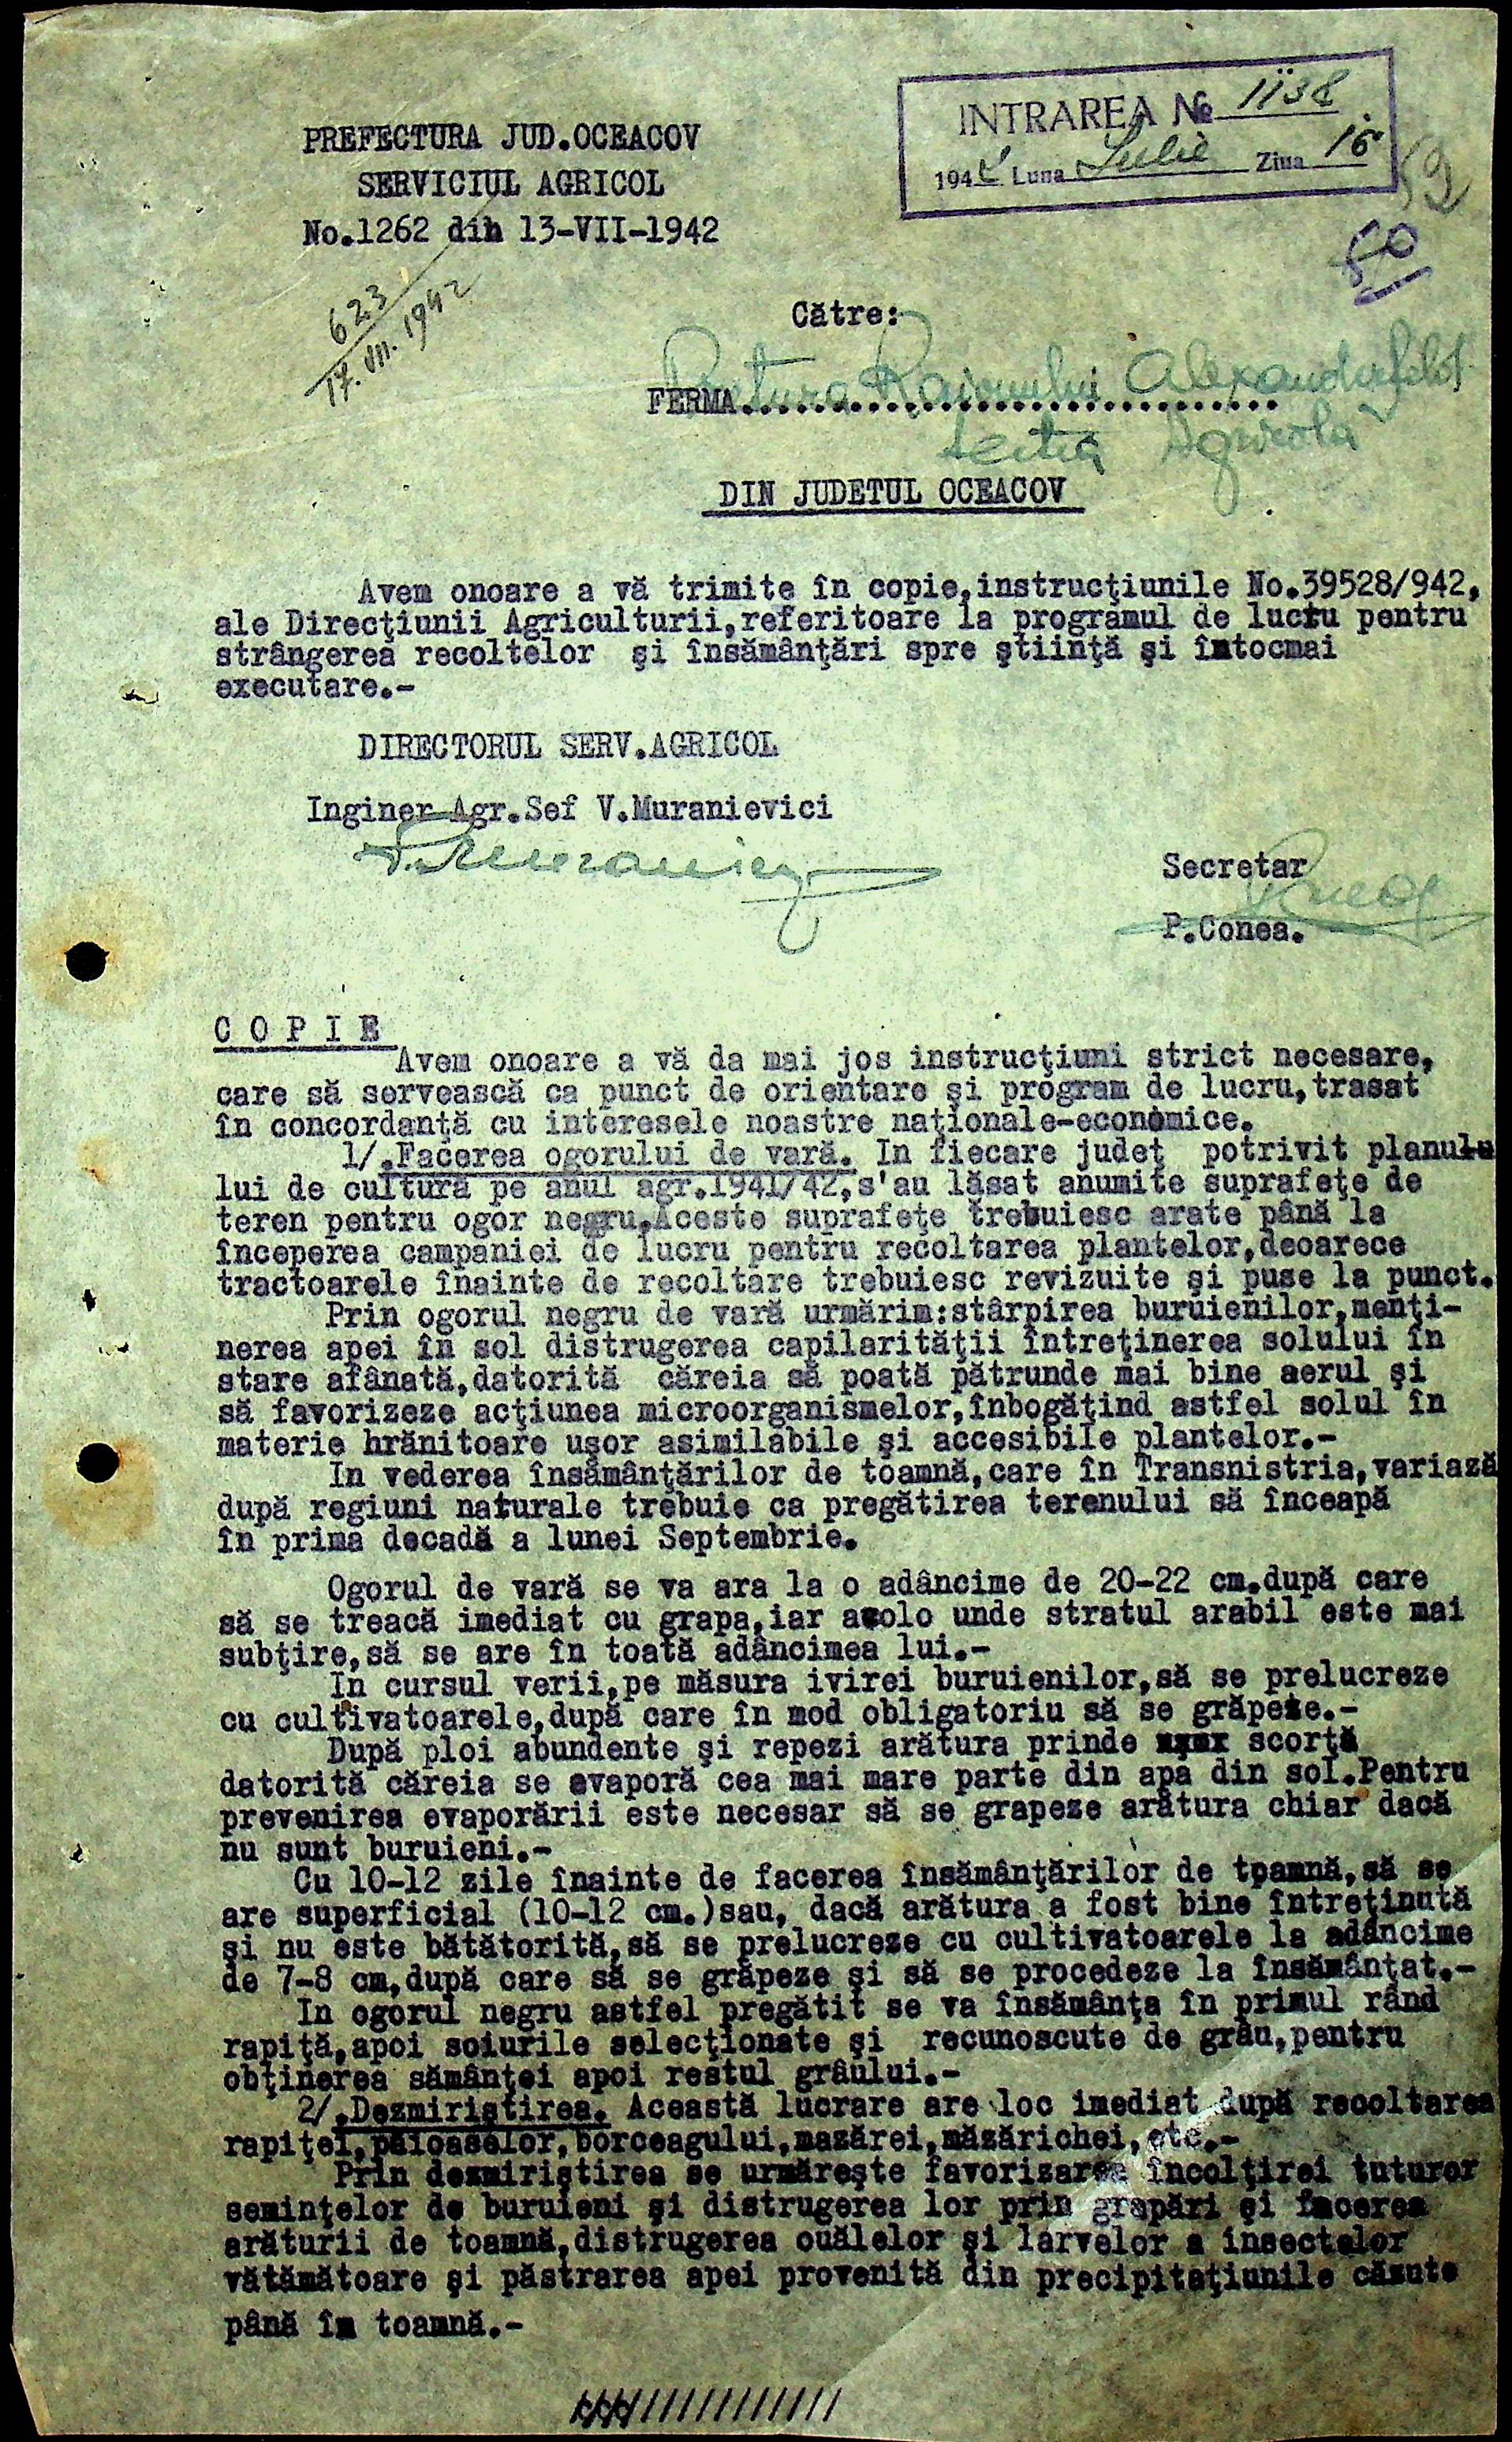 INTRAREA № 1138
1942 Luna Iulie Ziua 16
PREFECTURA JUD.OCEACOV
SERVICIUL AGRICOL
No.1262 din 13-VII-1942
50
623
17.VII.1942
Către:
Pretura Raionului Alexanderfeld
FERMA..............................
Secția Agricolă
DIN JUDETUL OCEACOV
Avem onoare a vă trimite în copie,instrucţiunile No.39528/942,
ale Direcţiunii Agriculturii,referitoare la programul de lucru pentru
strângerea recoltelor şi însămânţări spre ştiinţă şi întocmai
executare.-
DIRECTORUL SERV.AGRICOL
Inginer Agr.Sef V.Muranievici
Secretar
P.Conea.
C O P I E
Avem onoare a vă da mai jos instrucţiuni strict necesare,
care să servească ca punct de orientare şi program de lucru,trasat
în concordanţă cu interesele noastre naţionale-economice.
1/.Facerea ogorului de vară. In fiecare judeţ potrivit planulu
lui de cultură pe anul agr.1941/42,s'au lăsat anumite suprafeţe de
teren pentru ogor negru.Aceste suprafeţe trebuiesc arate până la
începerea campaniei de lucru pentru recoltarea plantelor,deoarece
tractoarele înainte de recoltare trebuiesc revizuite şi puse la punct.
Prin ogorul negru de vară urmărim:stârpirea buruienilor,menţi-
nerea apei în sol distrugerea capilarităţii întreţinerea solului în
stare afânată,datorită căreia să poată pătrunde mai bine aerul şi
să favorizeze acţiunea microorganismelor,înbogăţind astfel solul în
materie hrănitoare uşor asimilabile şi accesibile plantelor.-
In vederea însămânţărilor de toamnă,care în Transnistria,variază
după regiuni naturale trebuie ca pregătirea terenului să înceapă
în prima decadă a lunei Septembrie.
Ogorul de vară se va ara la o adâncime de 20-22 cm.după care
să se treacă imediat cu grapa,iar acolo unde stratul arabil este mai
subţire,să se are în toată adâncimea lui.-
In cursul verii,pe măsura ivirei buruienilor,să se prelucreze
cu cultivatoarele,după care în mod obligatoriu să se grăpeze.-
După ploi abundente şi repezi arătura prinde scorţă
datorită căreia se evaporă cea mai mare parte din apa din sol.Pentru
prevenirea evaporării este necesar să se grapeze arătura chiar dacă
nu sunt buruieni.-
Cu 10-12 zile înainte de facerea însămânţărilor de toamnă,să se
are superficial (10-12 cm.)sau, dacă arătura a fost bine întreţinută
şi nu este bătătorită,să se prelucreze cu cultivatoarele la adâncime
de 7-8 cm,după care să se grăpeze şi să se procedeze la însămânţat.-
In ogorul negru astfel pregătit se va însămânţa în primul rând
rapiţă,apoi soiurile selecţionate şi recunoscute de grâu,pentru
obţinerea sămânţei apoi restul grâului.-
2/.Dezmiriştirea. Această lucrare are loc imediat după recoltarea
rapiţei,păioaselor,borceagului,mazărei,măzărichei,etc.-
Prin dezmiriştirea se urmăreşte favorizarea încolţirei tuturor
seminţelor de buruieni şi distrugerea lor prin grapări şi facerea
arăturii de toamnă,distrugerea ouălelor şi larvelor a insectelor
vătămătoare şi păstrarea apei provenită din precipitaţiunile căzute
până în toamnă.-